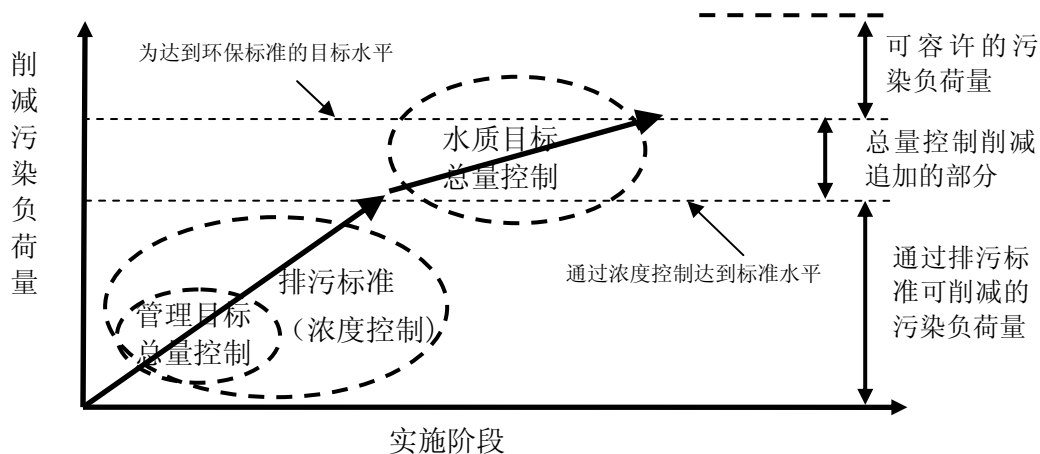 削减污染负荷量
为达到环保标准的目标水平
可容许的污
染负荷量
水质目标
总量控制
总量控制削减
追加的部分
通过浓度控制达到标准水平
排污标准
（浓度控制）
管理目标
总量控制
通过排污标
准可削减的
污染负荷量
实施阶段